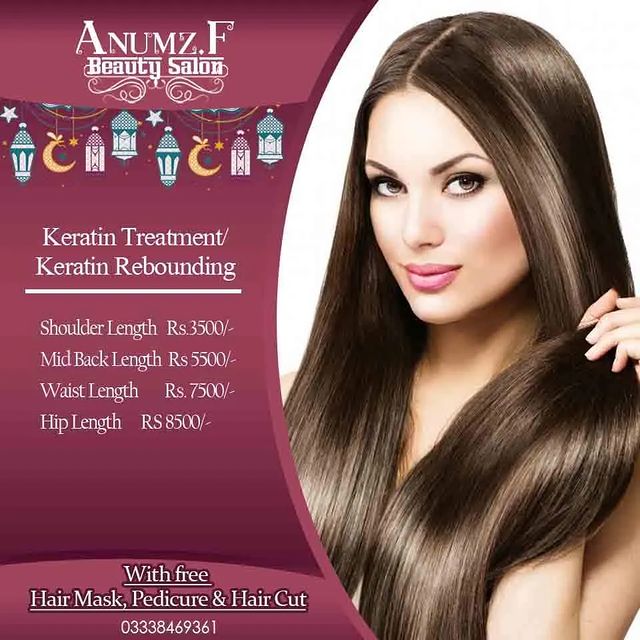 ANUMZ.F
Beauty Salon
Keratin Treatment/
Keratin Rebounding
Shoulder Length Rs.3500/-
Mid Back Length Rs 5500/-
Waist Length Rs. 7500/-
Hip Length RS 8500/-
With free
Hair Mask, Pedicure & Hair Cut
03338469361